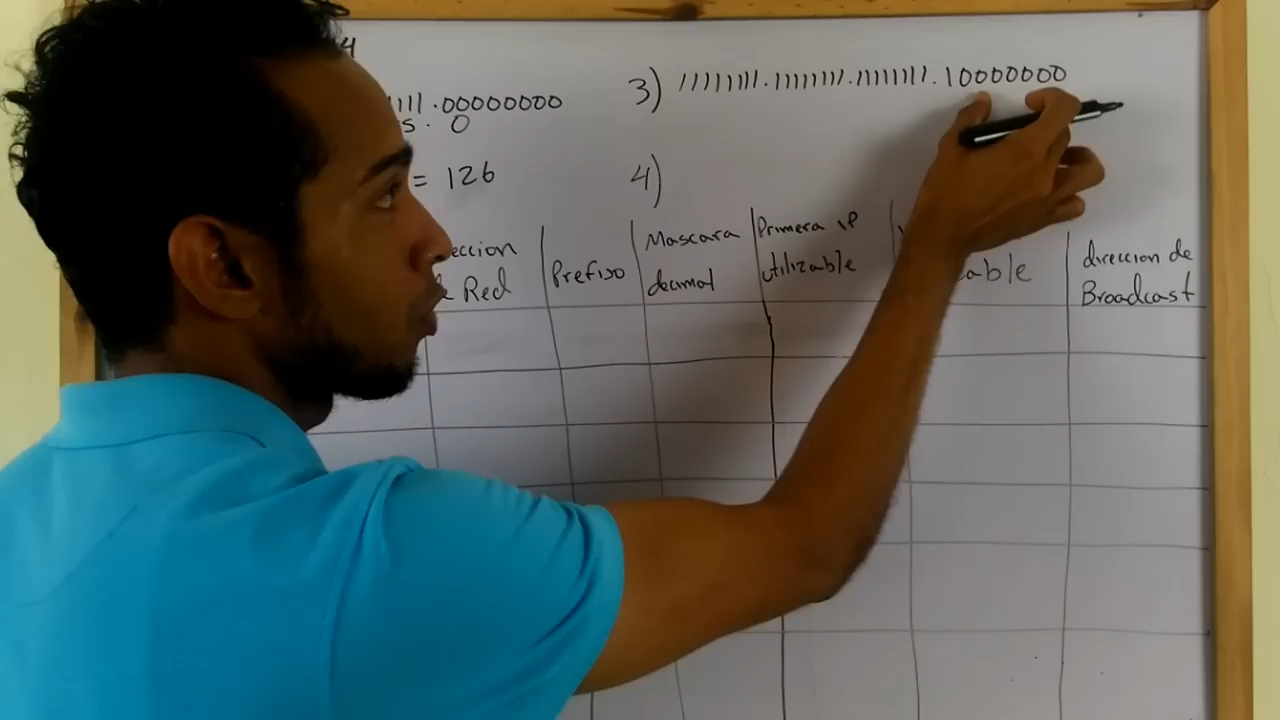 4
1111.00000000
s. 0
= 126
3) 11111111.11111111.11111111.10000000
4)
eccion
Red
Prefijo
Mascara
decimal
Primera ip
utilizable
able
direccion de
Broadcast